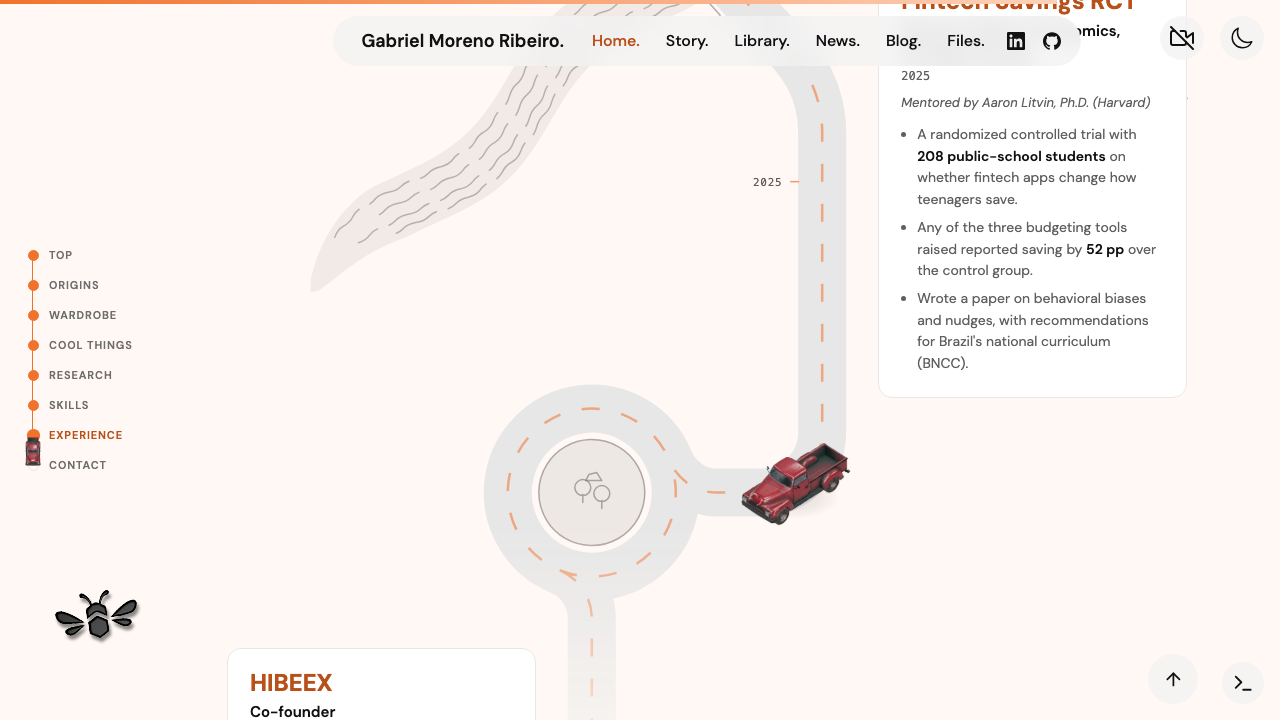 Fintech Savings RCT
Gabriel Moreno Ribeiro. Home. Story. Library. News. Blog. Files.
2025
Mentored by Aaron Litvin, Ph.D. (Harvard)
A randomized controlled trial with
208 public-school students on
whether fintech apps change how
teenagers save.
Any of the three budgeting tools
raised reported saving by 52 pp over
the control group.
Wrote a paper on behavioral biases
and nudges, with recommendations
for Brazil's national curriculum
(BNCC).
2025
TOP
ORIGINS
WARDROBE
COOL THINGS
RESEARCH
SKILLS
EXPERIENCE
CONTACT
HIBEEX
Co-founder